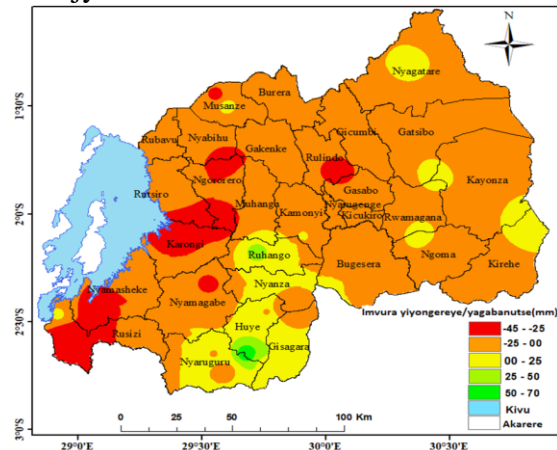 N
Nyagatare
Burera
Musanze
1°30'S
Gicumbi
Gatsibo
Nyabihu
Rubavu
Gakenke
Rulindo
Ngororero
Kayonza
Gasabo
Rutsiro
Muhanga
Nyarugenge
2°0'S
Kamonyi
Kicukiro
Rwamagana
Karongi
Ruhango
Bugesera
Ngoma
Kirehe
Nyanza
Nyamasheke
Nyamagabe
Imvura yiyongereye/yagabanutse(mm)
2°30'S
Rusizi
Huye
Gisagara
Nyaruguru
-45 - -25
-25 - 00
00 - 25
25 - 50
50 - 70
Kivu
Akarere
0 25 50 100 Km
3°0'S
29°0'E 29°30'E 30°0'E 30°30'E